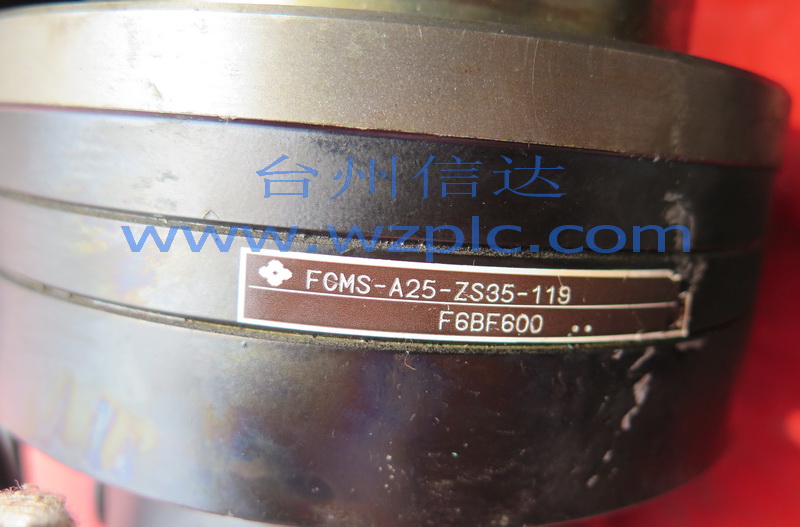 台州信达
www.wzplc.com
FCMS-A25-ZS35-119
F6BF600